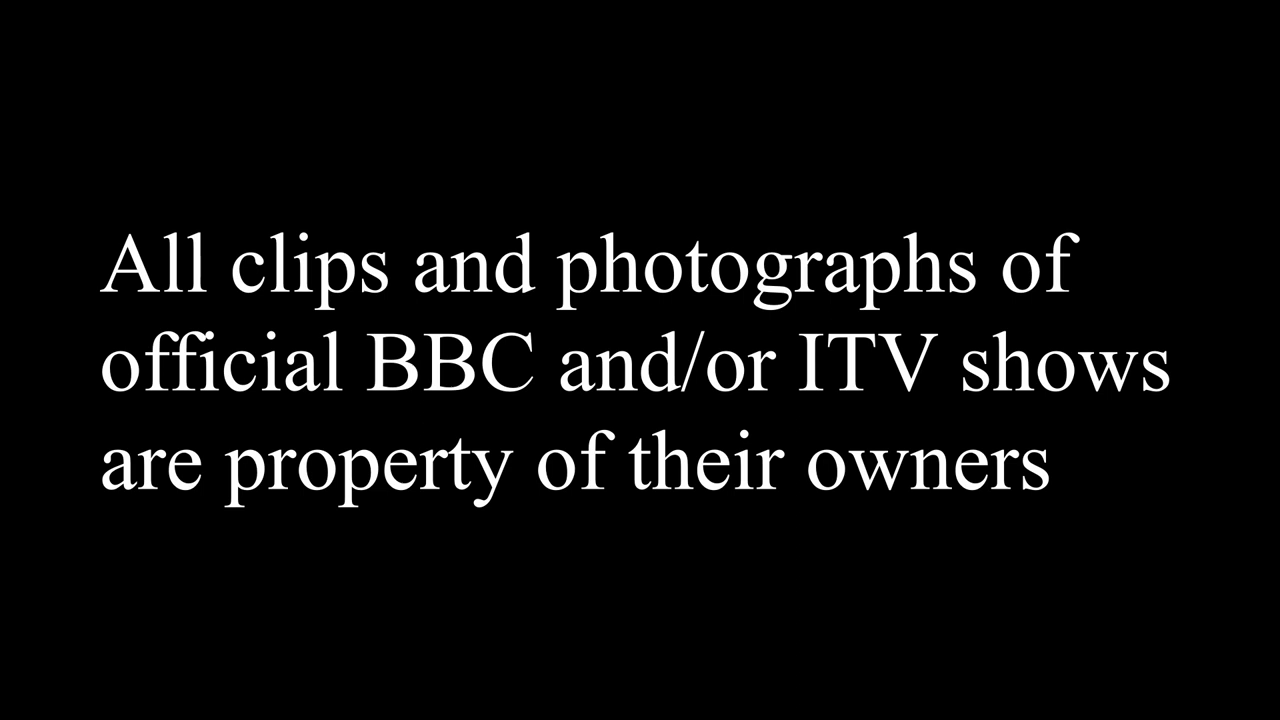 All clips and photographs of
official BBC and/or ITV shows
are property of their owners